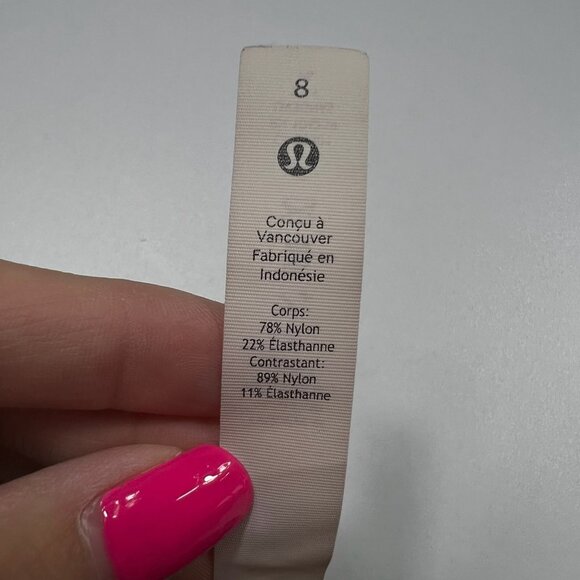 8
Conçu à
Vancouver
Fabriqué en
Indonésie
Corps:
78% Nylon
22% Élasthanne
Contrastant:
89% Nylon
11% Élasthanne